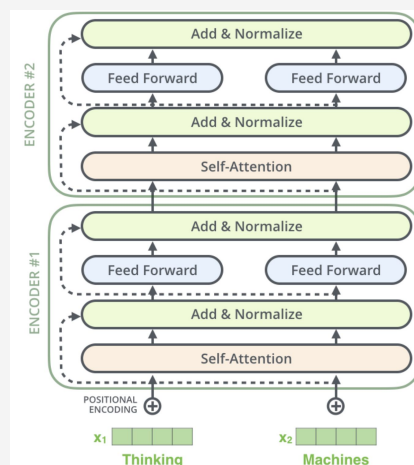 ENCODER #2
Add & Normalize
Feed Forward Feed Forward
Add & Normalize
Self-Attention
ENCODER #1
Add & Normalize
Feed Forward Feed Forward
Add & Normalize
Self-Attention
POSITIONAL
ENCODING
x₁ x₂
Thinking Machines